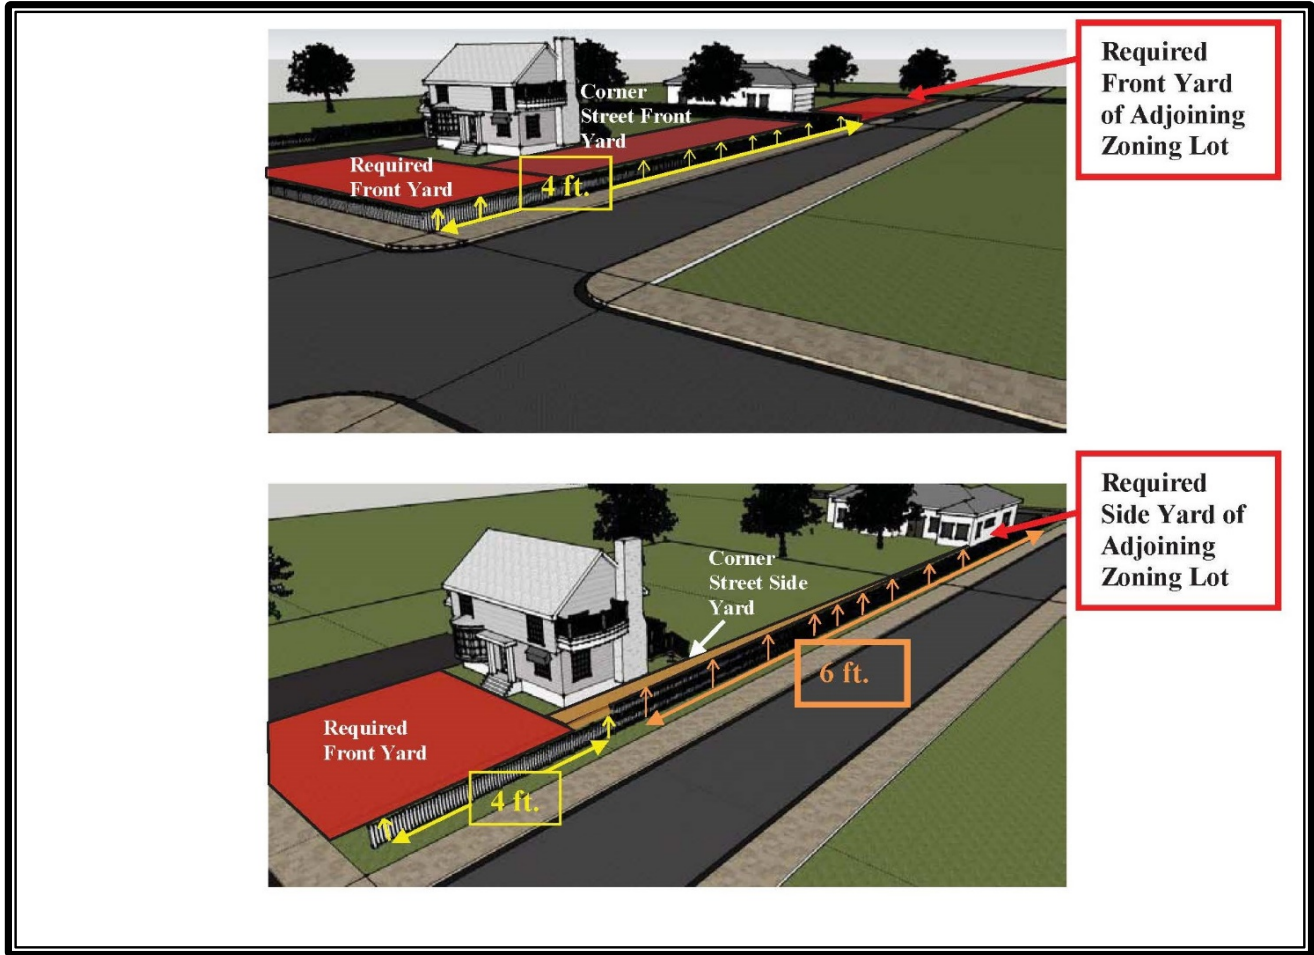 Required
Front Yard
of Adjoining
Zoning Lot
Corner
Street Front
Yard
Required
Front Yard
4 ft.
Required
Side Yard of
Adjoining
Zoning Lot
Corner
Street Side
Yard
6 ft.
Required
Front Yard
4 ft.